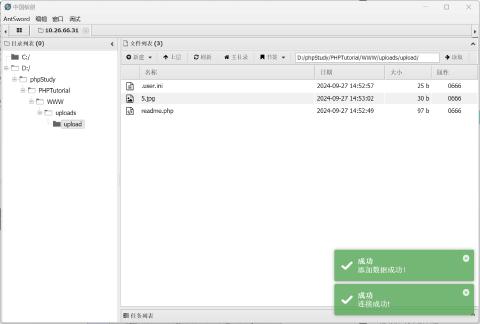 中国蚁剑
AntSword 编辑 窗口 调试
10.26.66.31
目录列表 (0)
文件列表 (3)
新建 上层 刷新 主目录 书签 D:/phpStudy/PHPTutorial/WWW/uploads/upload/ 读取
C:/
D:/
phpStudy
PHPTutorial
WWW
uploads
upload
名称 日期 大小 属性
.user.ini 2024-09-27 14:52:57 25 b 0666
5.jpg 2024-09-27 14:53:02 30 b 0666
readme.php 2024-09-27 14:52:49 97 b 0666
成功
添加数据成功!
成功
连接成功!
任务列表